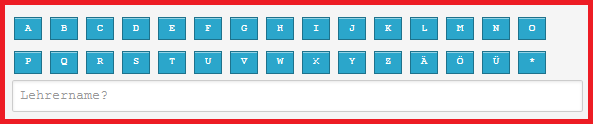 A B C D E F G H I J K L M N O
P Q R S T U V W X Y Z Ä Ö Ü *
Lehrername?